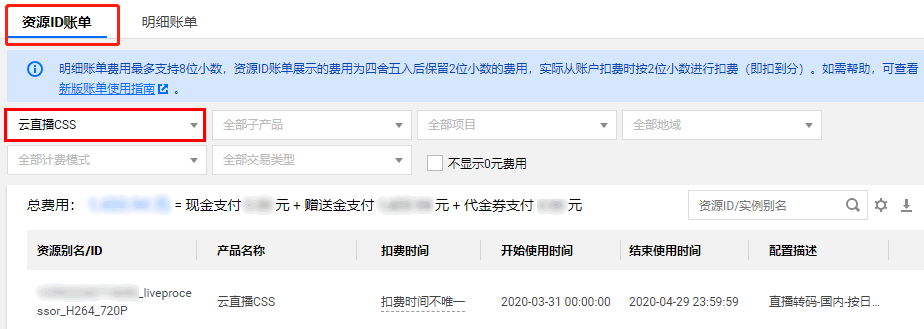 资源ID账单 明细账单
明细账单费用最多支持8位小数，资源ID账单展示的费用为四舍五入后保留2位小数的费用，实际从账户扣费时按2位小数进行扣费（即扣到分）。如需帮助，可查看
新版账单使用指南 。
云直播CSS 全部子产品 全部项目 全部地域
全部计费模式 全部交易类型 不显示0元费用
总费用： = 现金支付 元 + 赠送金支付 元 + 代金券支付 元 资源ID/实例别名
资源别名/ID 产品名称 扣费时间 开始使用时间 结束使用时间 配置描述
_liveproce 云直播CSS 扣费时间不唯一 2020-03-31 00:00:00 2020-04-29 23:59:59 直播转码-国内-按日...
ssor_H264_720P